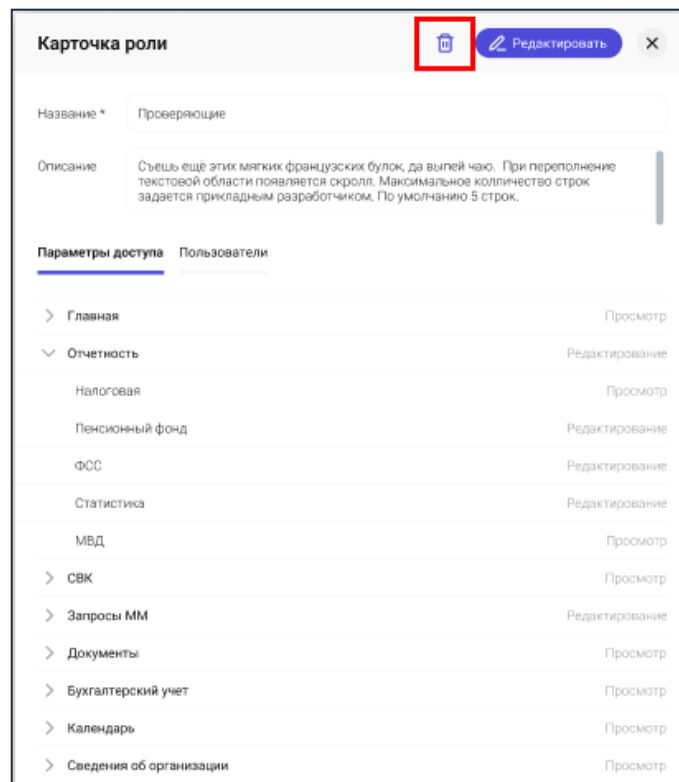 Карточка роли
Редактировать
Название *
Проверяющие
Описание
Съешь ещё этих мягких французских булок, да выпей чаю. При переполнение
текстовой области появляется скролл. Максимальное колличество строк
задается прикладным разработчиком. По умолчанию 5 строк.
Параметры доступа Пользователи
Главная Просмотр
Отчетность Редактирование
Налоговая Просмотр
Пенсионный фонд Редактирование
ФСС Редактирование
Статистика Редактирование
МВД Просмотр
СВК Просмотр
Запросы ММ Редактирование
Документы Просмотр
Бухгалтерский учет Просмотр
Календарь Просмотр
Сведения об организации Просмотр